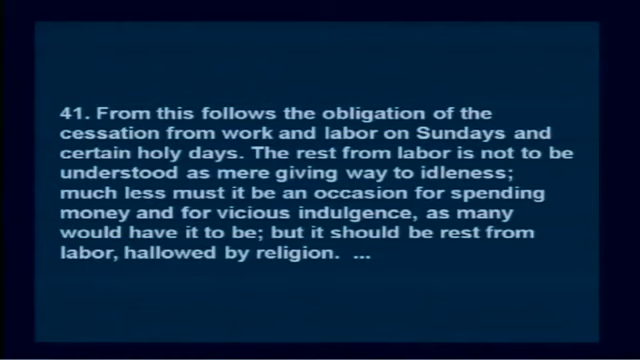 41. From this follows the obligation of the
cessation from work and labor on Sundays and
certain holy days. The rest from labor is not to be
understood as mere giving way to idleness;
much less must it be an occasion for spending
money and for vicious indulgence, as many
would have it to be; but it should be rest from
labor, hallowed by religion. ...